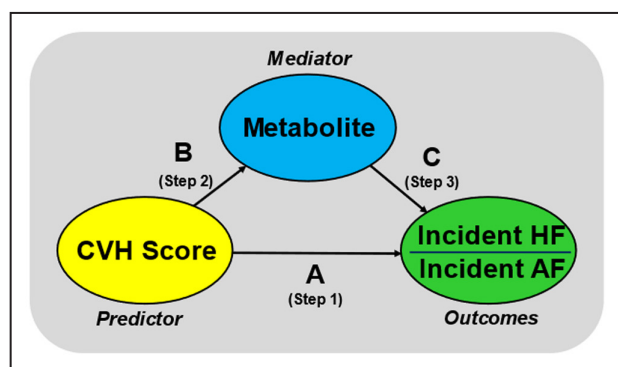 Mediator
Metabolite
B
(Step 2)
C
(Step 3)
CVH Score
Incident HF
Incident AF
A
(Step 1)
Predictor
Outcomes